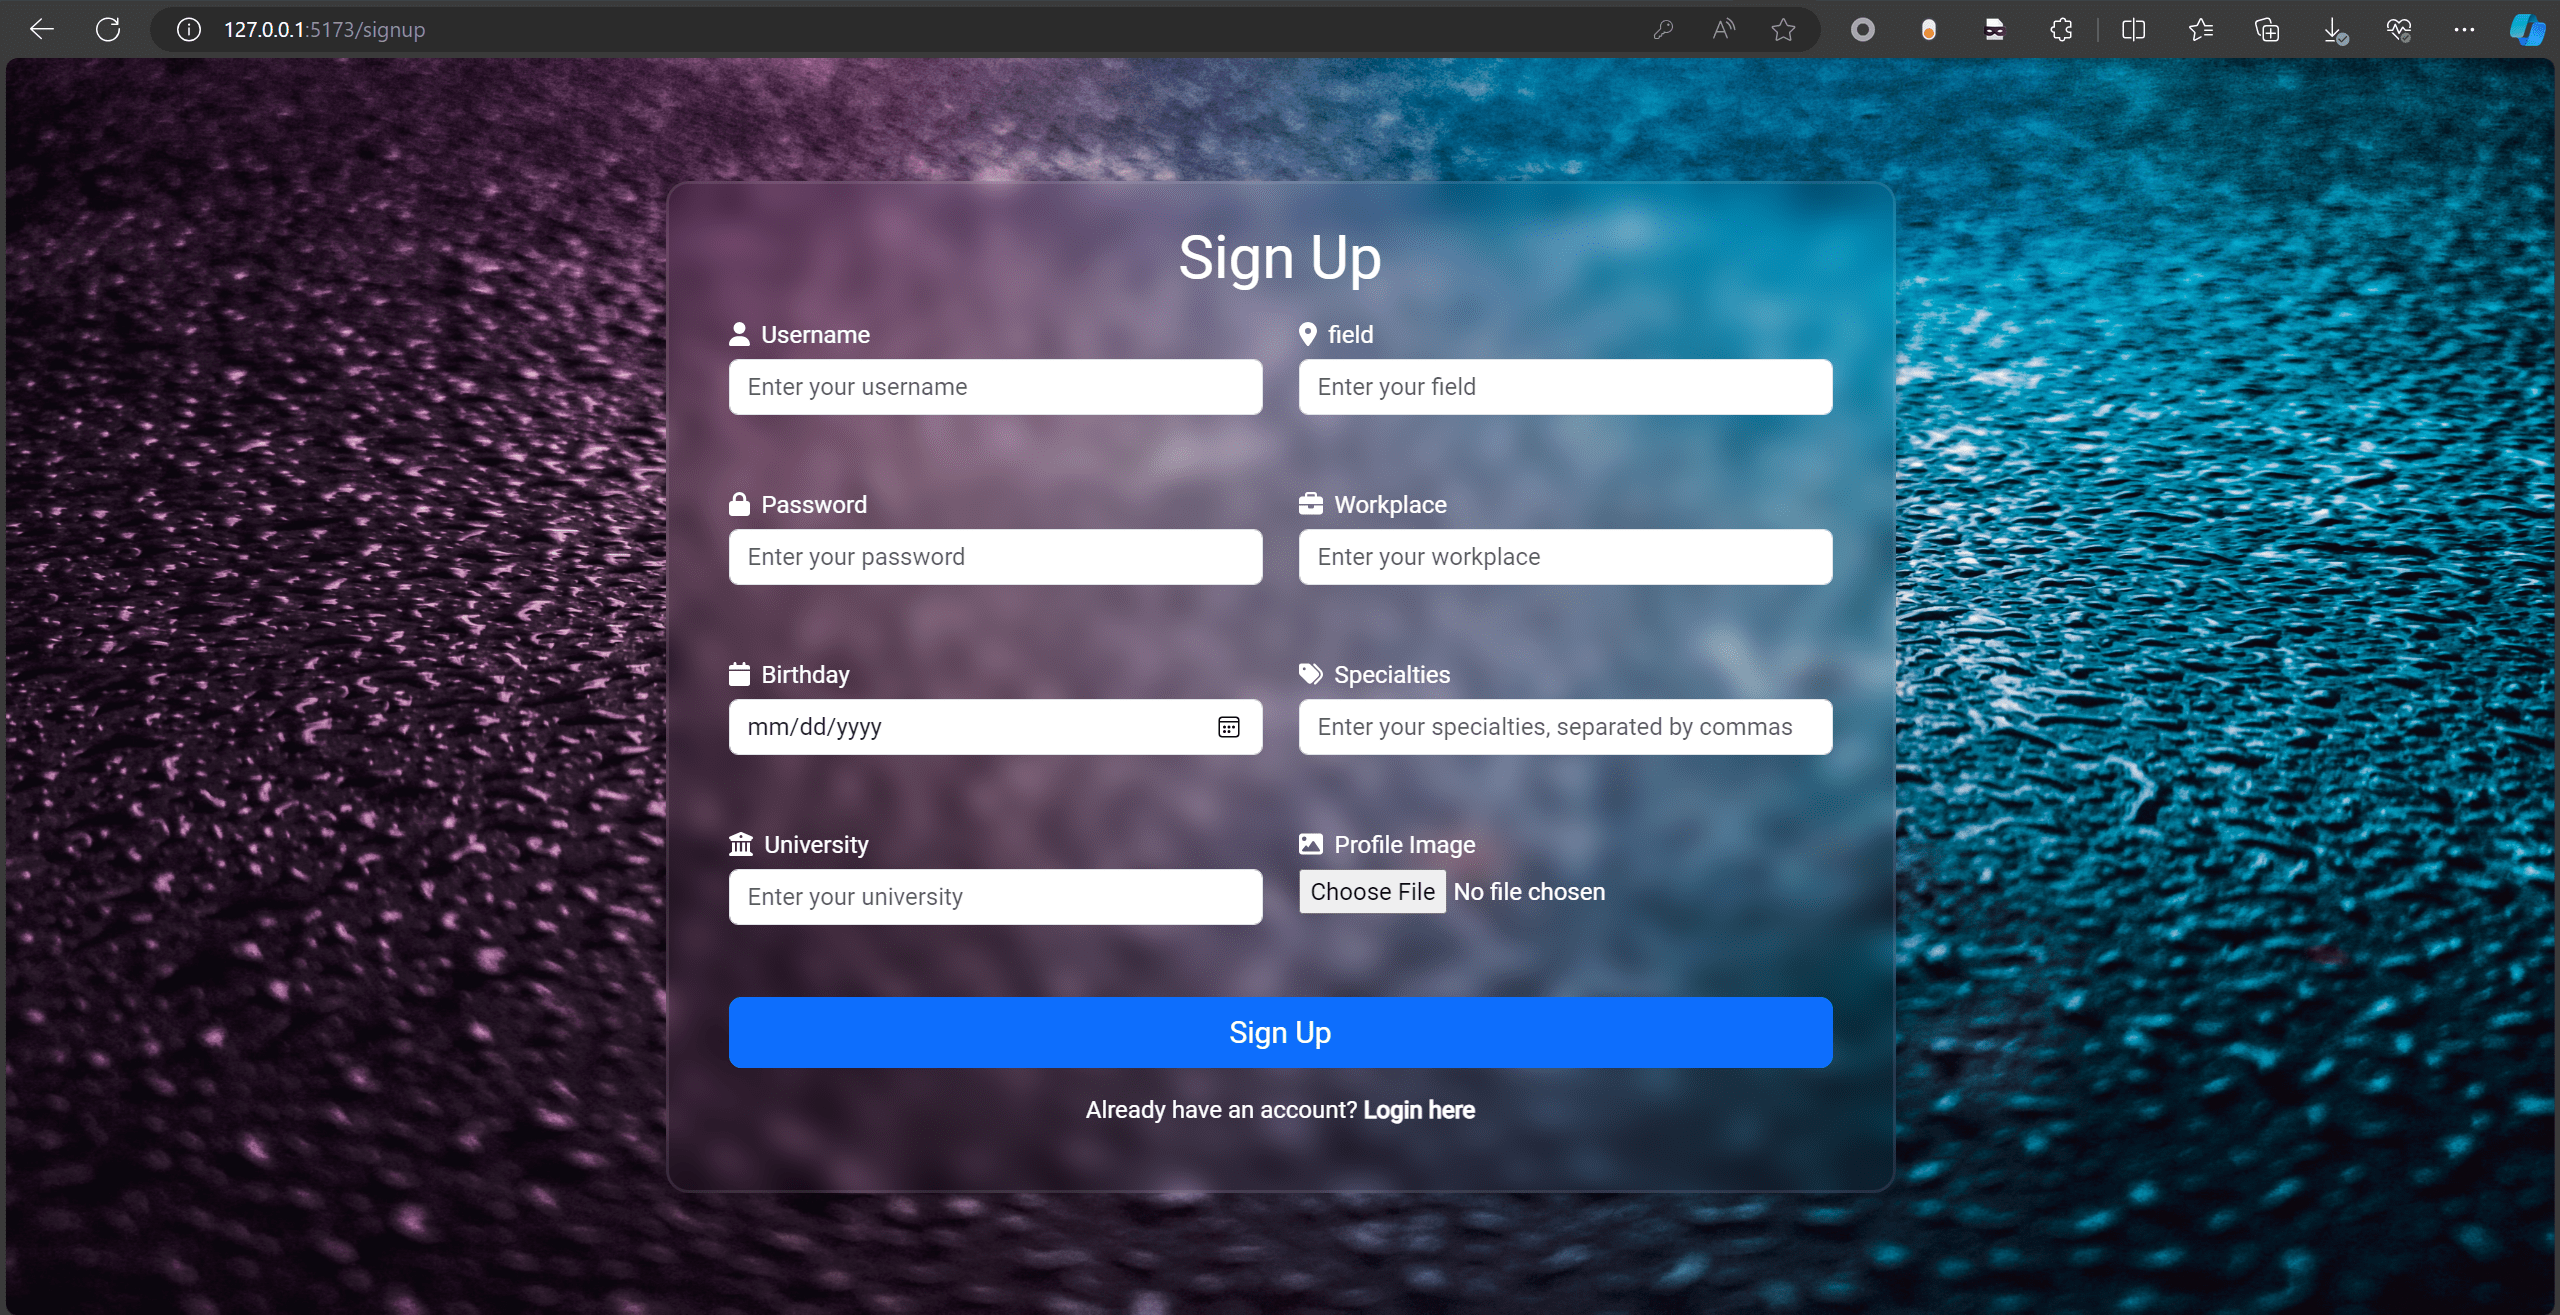 127.0.0.1:5173/signup
Sign Up
Username
field
Enter your username
Enter your field
Password
Workplace
Enter your password
Enter your workplace
Birthday
Specialties
mm/dd/yyyy
Enter your specialties, separated by commas
University
Profile Image
Enter your university
Choose File No file chosen
Sign Up
Already have an account? Login here